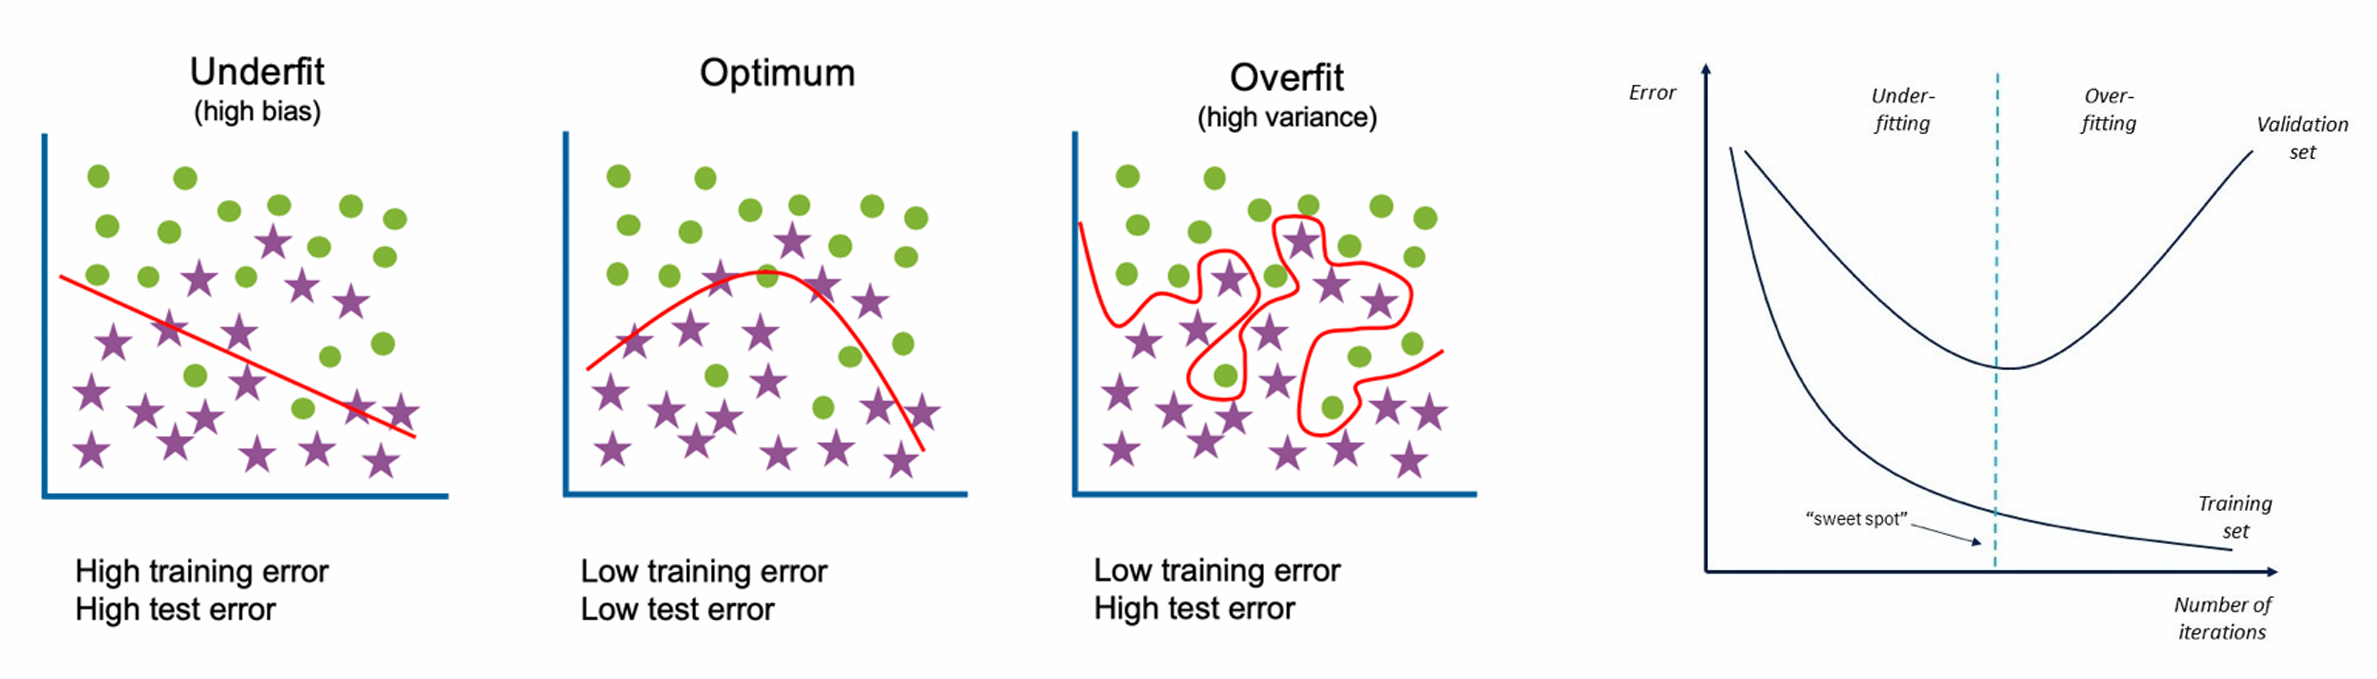 Underfit
(high bias)
High training error
High test error
Optimum
Low training error
Low test error
Overfit
(high variance)
Low training error
High test error
Error
Under-
fitting
Over-
fitting
Validation
set
"sweet spot"
Training
set
Number of
iterations